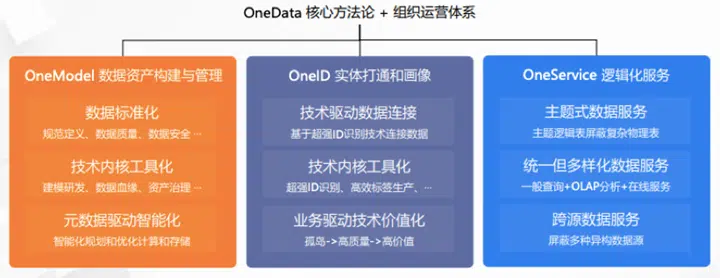 OneData 核心方法论 + 组织运营体系
OneModel 数据资产构建与管理
数据标准化
规范定义、数据质量、数据安全 ···
技术内核工具化
建模研发、数据血缘、资产治理 ···
元数据驱动智能化
智能化规划和优化计算和存储
OneID 实体打通和画像
技术驱动数据连接
基于超强ID识别技术连接数据
技术内核工具化
超强ID识别、高效标签生产、···
业务驱动技术价值化
孤岛->高质量->高价值
OneService 逻辑化服务
主题式数据服务
主题逻辑表屏蔽复杂物理表
统一但多样化数据服务
一般查询+OLAP分析+在线服务
跨源数据服务
屏蔽多种异构数据源